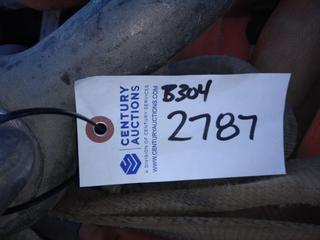 CENTURY
AUCTIONS
A DIVISION OF CENTURY SERVICES
WWW.CENTURYAUCTIONS.COM
B304
2787